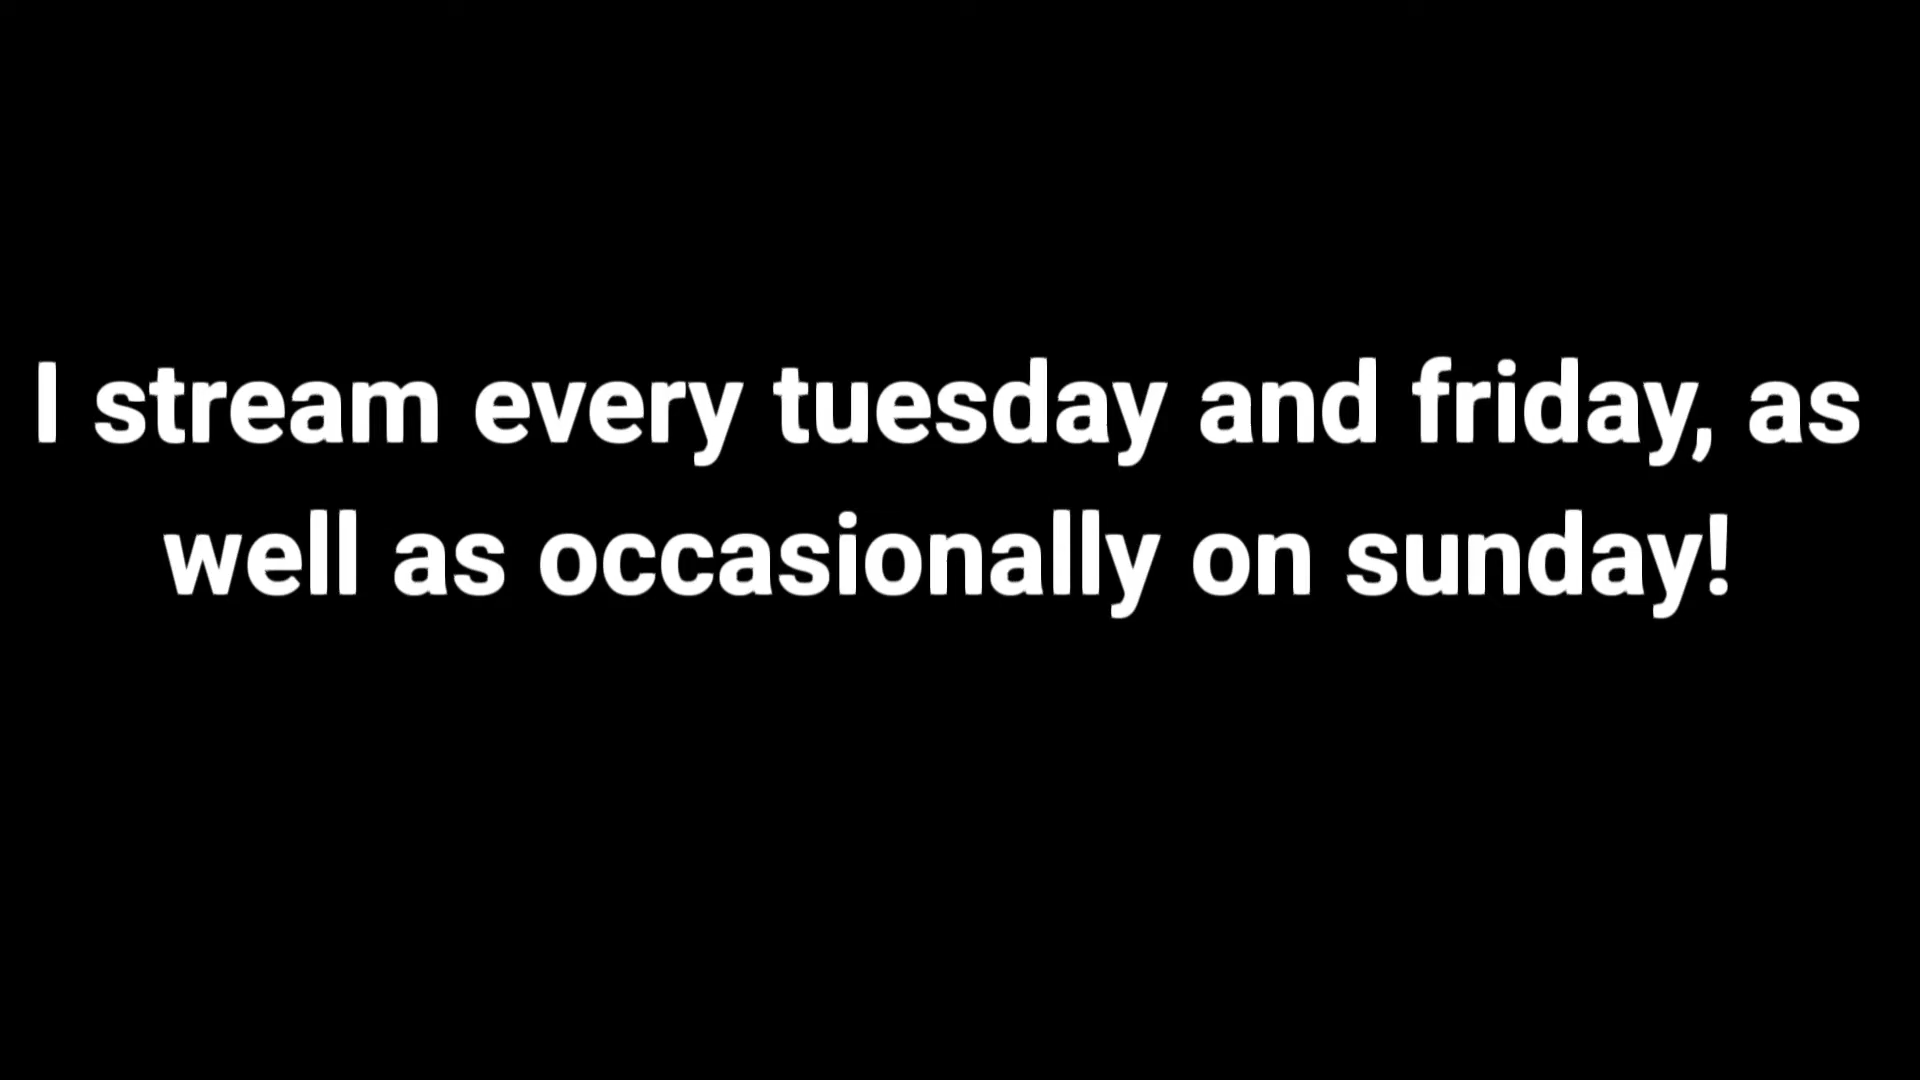 I stream every tuesday and friday, as
well as occasionally on sunday!